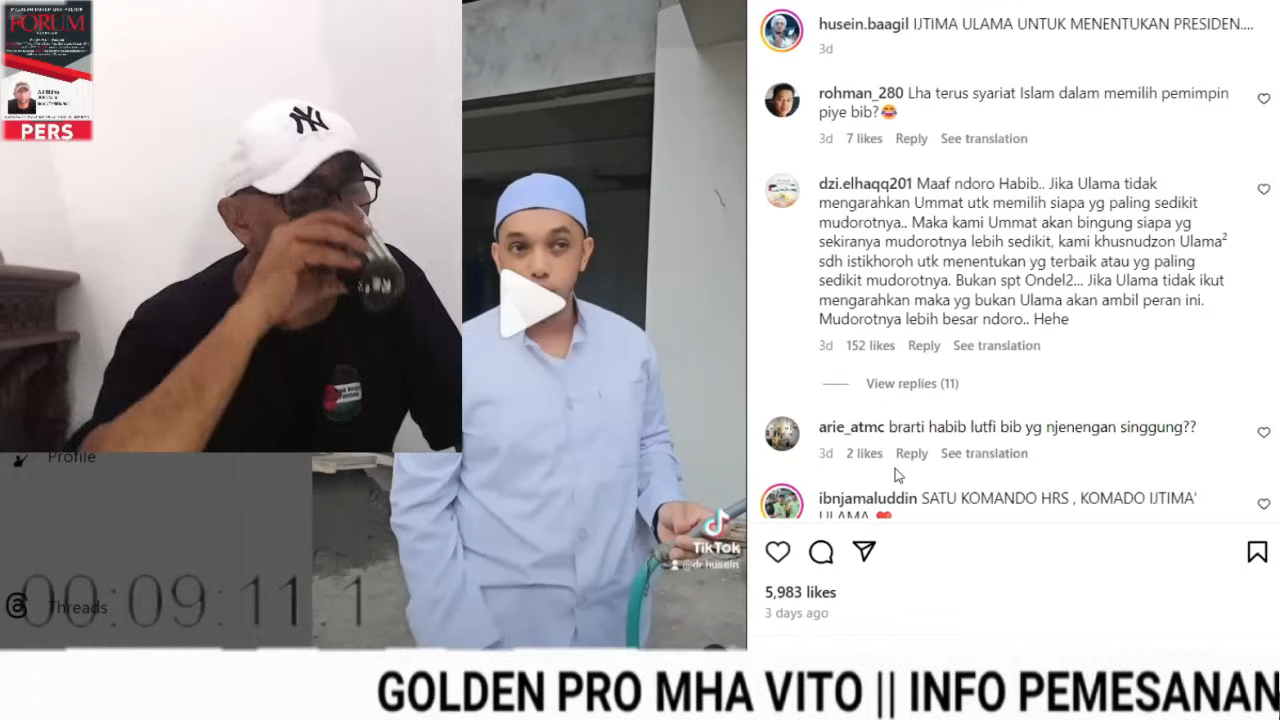 FORUM
PERS
Profile
00:09:11 1
Threads
TikTok
@dr husein
husein.baagil IJTIMA ULAMA UNTUK MENENTUKAN PRESIDEN....
3d
rohman_280 Lha terus syariat Islam dalam memilih pemimpin
piye bib?😂
3d 7 likes Reply See translation
dzi.elhaqq201 Maaf ndoro Habib.. Jika Ulama tidak
mengarahkan Ummat utk memilih siapa yg paling sedikit
mudorotnya.. Maka kami Ummat akan bingung siapa yg
sekiranya mudorotnya lebih sedikit, kami khusnudzon Ulama²
sdh istikhoroh utk menentukan yg terbaik atau yg paling
sedikit mudorotnya. Bukan spt Ondel2... Jika Ulama tidak ikut
mengarahkan maka yg bukan Ulama akan ambil peran ini.
Mudorotnya lebih besar ndoro.. Hehe
3d 152 likes Reply See translation
View replies (11)
arie_atmc brarti habib lutfi bib yg njenengan singgung??
3d 2 likes Reply See translation
ibnjamaluddin SATU KOMANDO HRS , KOMADO IJTIMA'
ULAMA ❤️
5,983 likes
3 days ago
GOLDEN PRO MHA VITO || INFO PEMESANAN